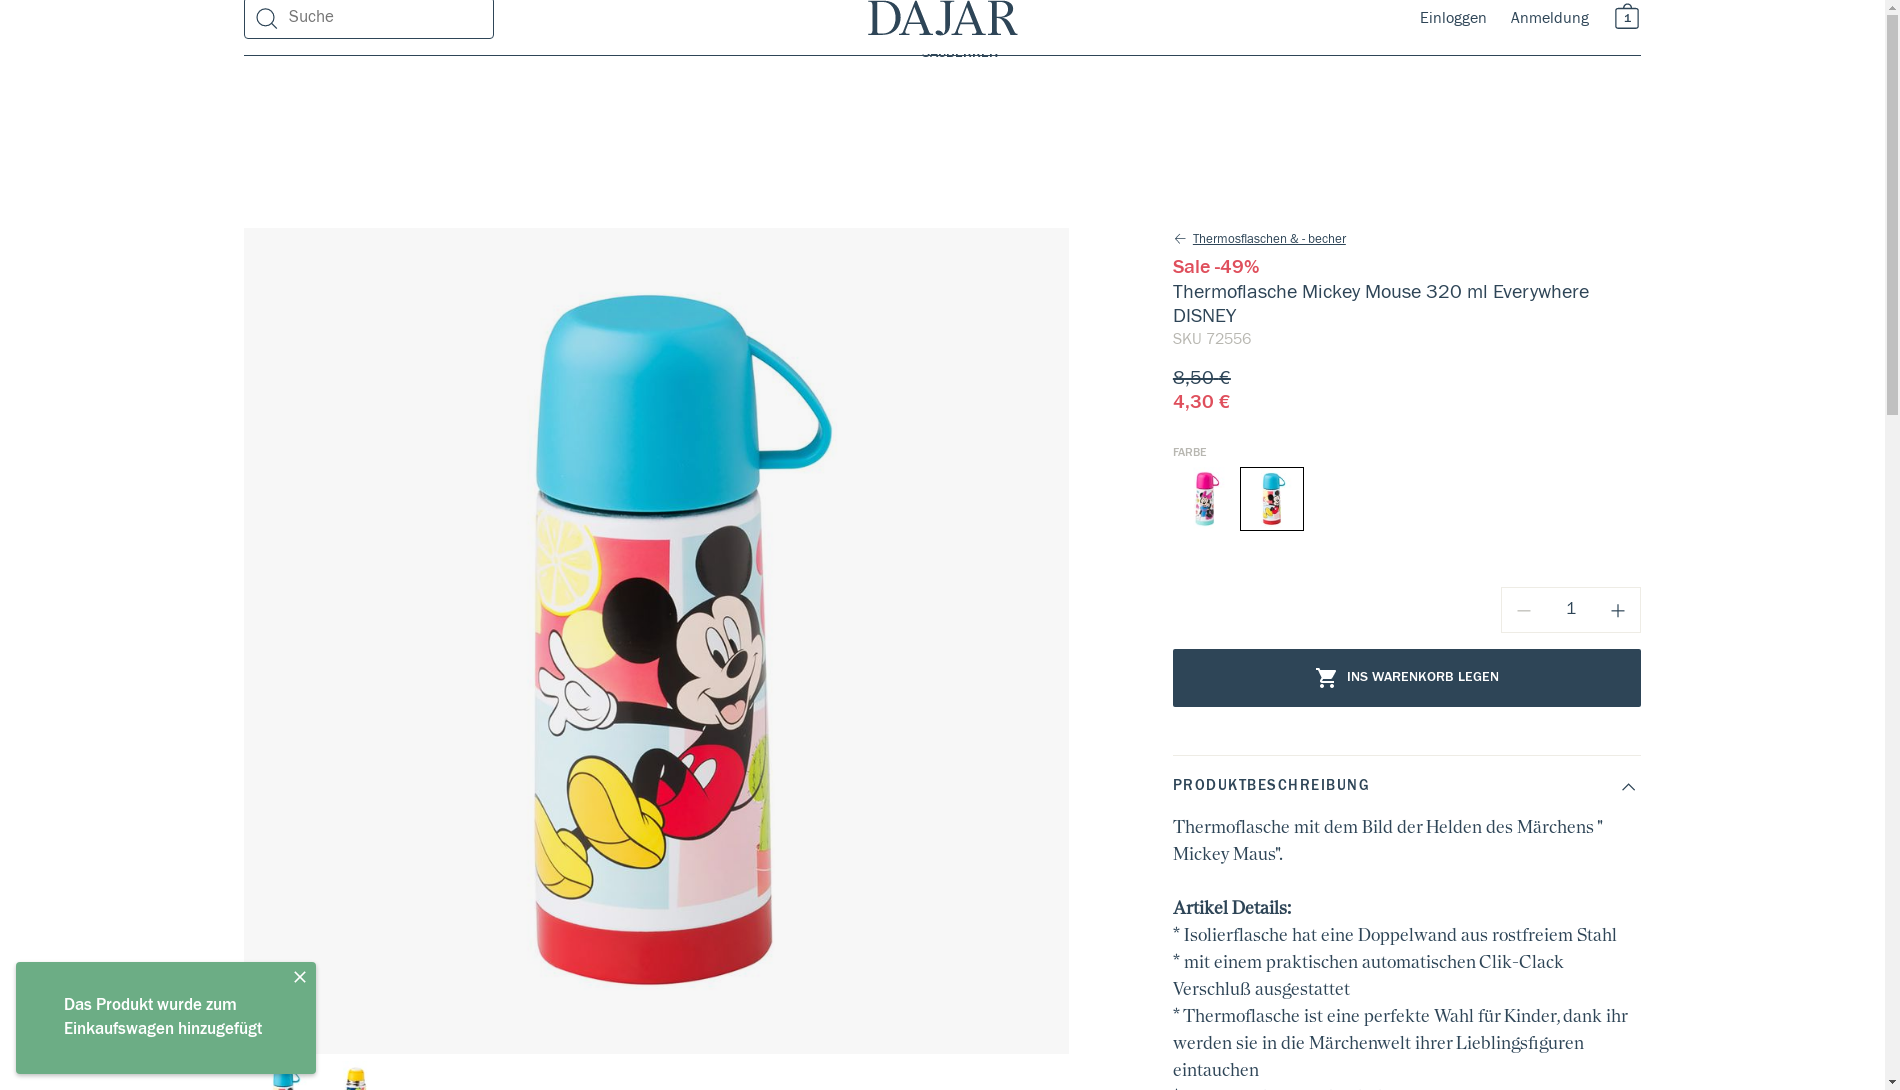 Suche
DAJAR
Einloggen
Anmeldung
1
Thermosflaschen & - becher
Sale -49%
Thermoflasche Mickey Mouse 320 ml Everywhere
DISNEY
SKU 72556
8,50 €
4,30 €
FARBE
1
INS WARENKORB LEGEN
PRODUKTBESCHREIBUNG
Thermoflasche mit dem Bild der Helden des Märchens "
Mickey Maus".
Artikel Details:
* Isolierflasche hat eine Doppelwand aus rostfreiem Stahl
* mit einem praktischen automatischen Clik-Clack
Verschluß ausgestattet
* Thermoflasche ist eine perfekte Wahl für Kinder, dank ihr
werden sie in die Märchenwelt ihrer Lieblingsfiguren
eintauchen
Das Produkt wurde zum
Einkaufswagen hinzugefügt